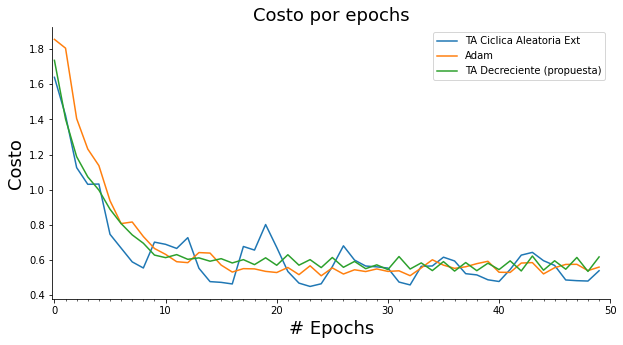 Costo por epochs
TA Ciclica Aleatoria Ext
Adam
TA Decreciente (propuesta)
Costo
1.8
1.6
1.4
1.2
1.0
0.8
0.6
0.4
0
10
20
30
40
50
# Epochs